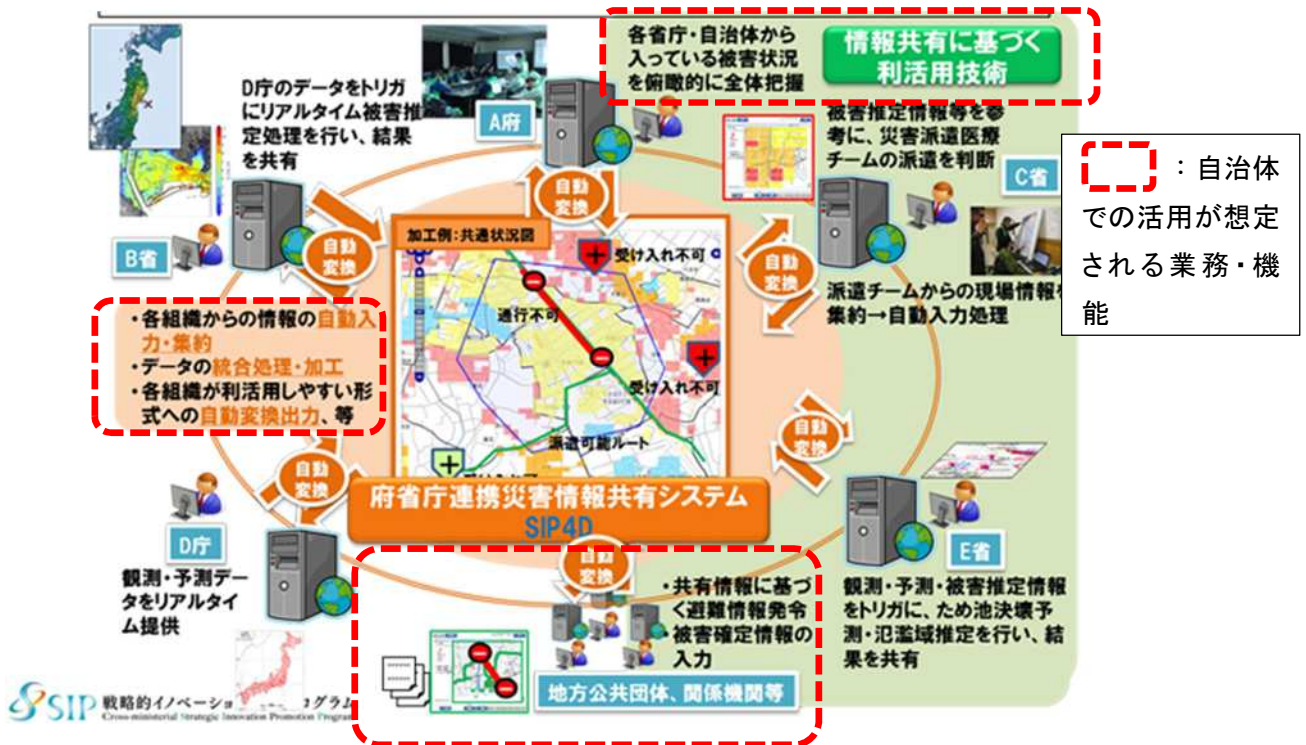 各省庁・自治体から
入っている被害状況
を俯瞰的に全体把握
情報共有に基づく
利活用技術
D庁のデータをトリガ
にリアルタイム被害推
定処理を行い、結果
を共有
A府
被害推定情報等を参
考に、災害派遣医療
チームの派遣を判断
C省
：自治体
での活用が想定
される業務・機
能
B省
自動
変換
自動
変換
自動
変換
加工例：共通状況図
受け入れ不可
通行不可
受け入れ不可
派遣可能ルート
派遣チームからの現場情報を
集約→自動入力処理
・各組織からの情報の自動入
力・集約
・データの統合処理・加工
・各組織が利活用しやすい形
式への自動変換出力、等
自動
変換
自動
変換
府省庁連携災害情報共有システム
SIP4D
D庁
観測・予測デー
タをリアルタイ
ム提供
自動
変換
・共有情報に基づ
く避難情報発令
・被害確定情報の
入力
地方公共団体、関係機関等
E省
観測・予測・被害推定情報
をトリガに、ため池決壊予
測・氾濫域推定を行い、結
果を共有
SIP 戦略的イノベーショ
ログラム
Cross-ministerial Strategic Innovation Promotion Program